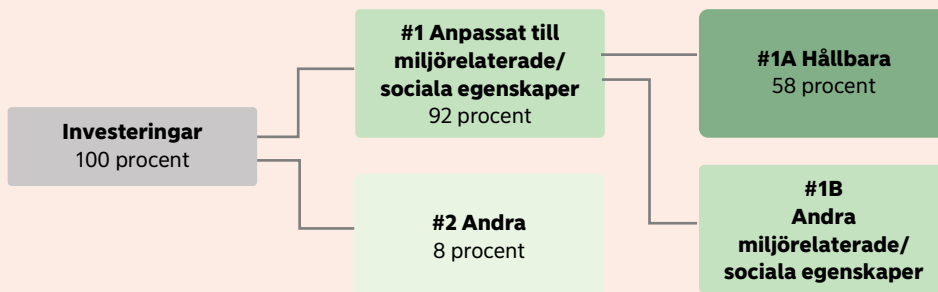 Investeringar
100 procent
#1 Anpassat till
miljörelaterade/
sociala egenskaper
92 procent
#2 Andra
8 procent
#1A Hållbara
58 procent
#1B
Andra
miljörelaterade/
sociala egenskaper